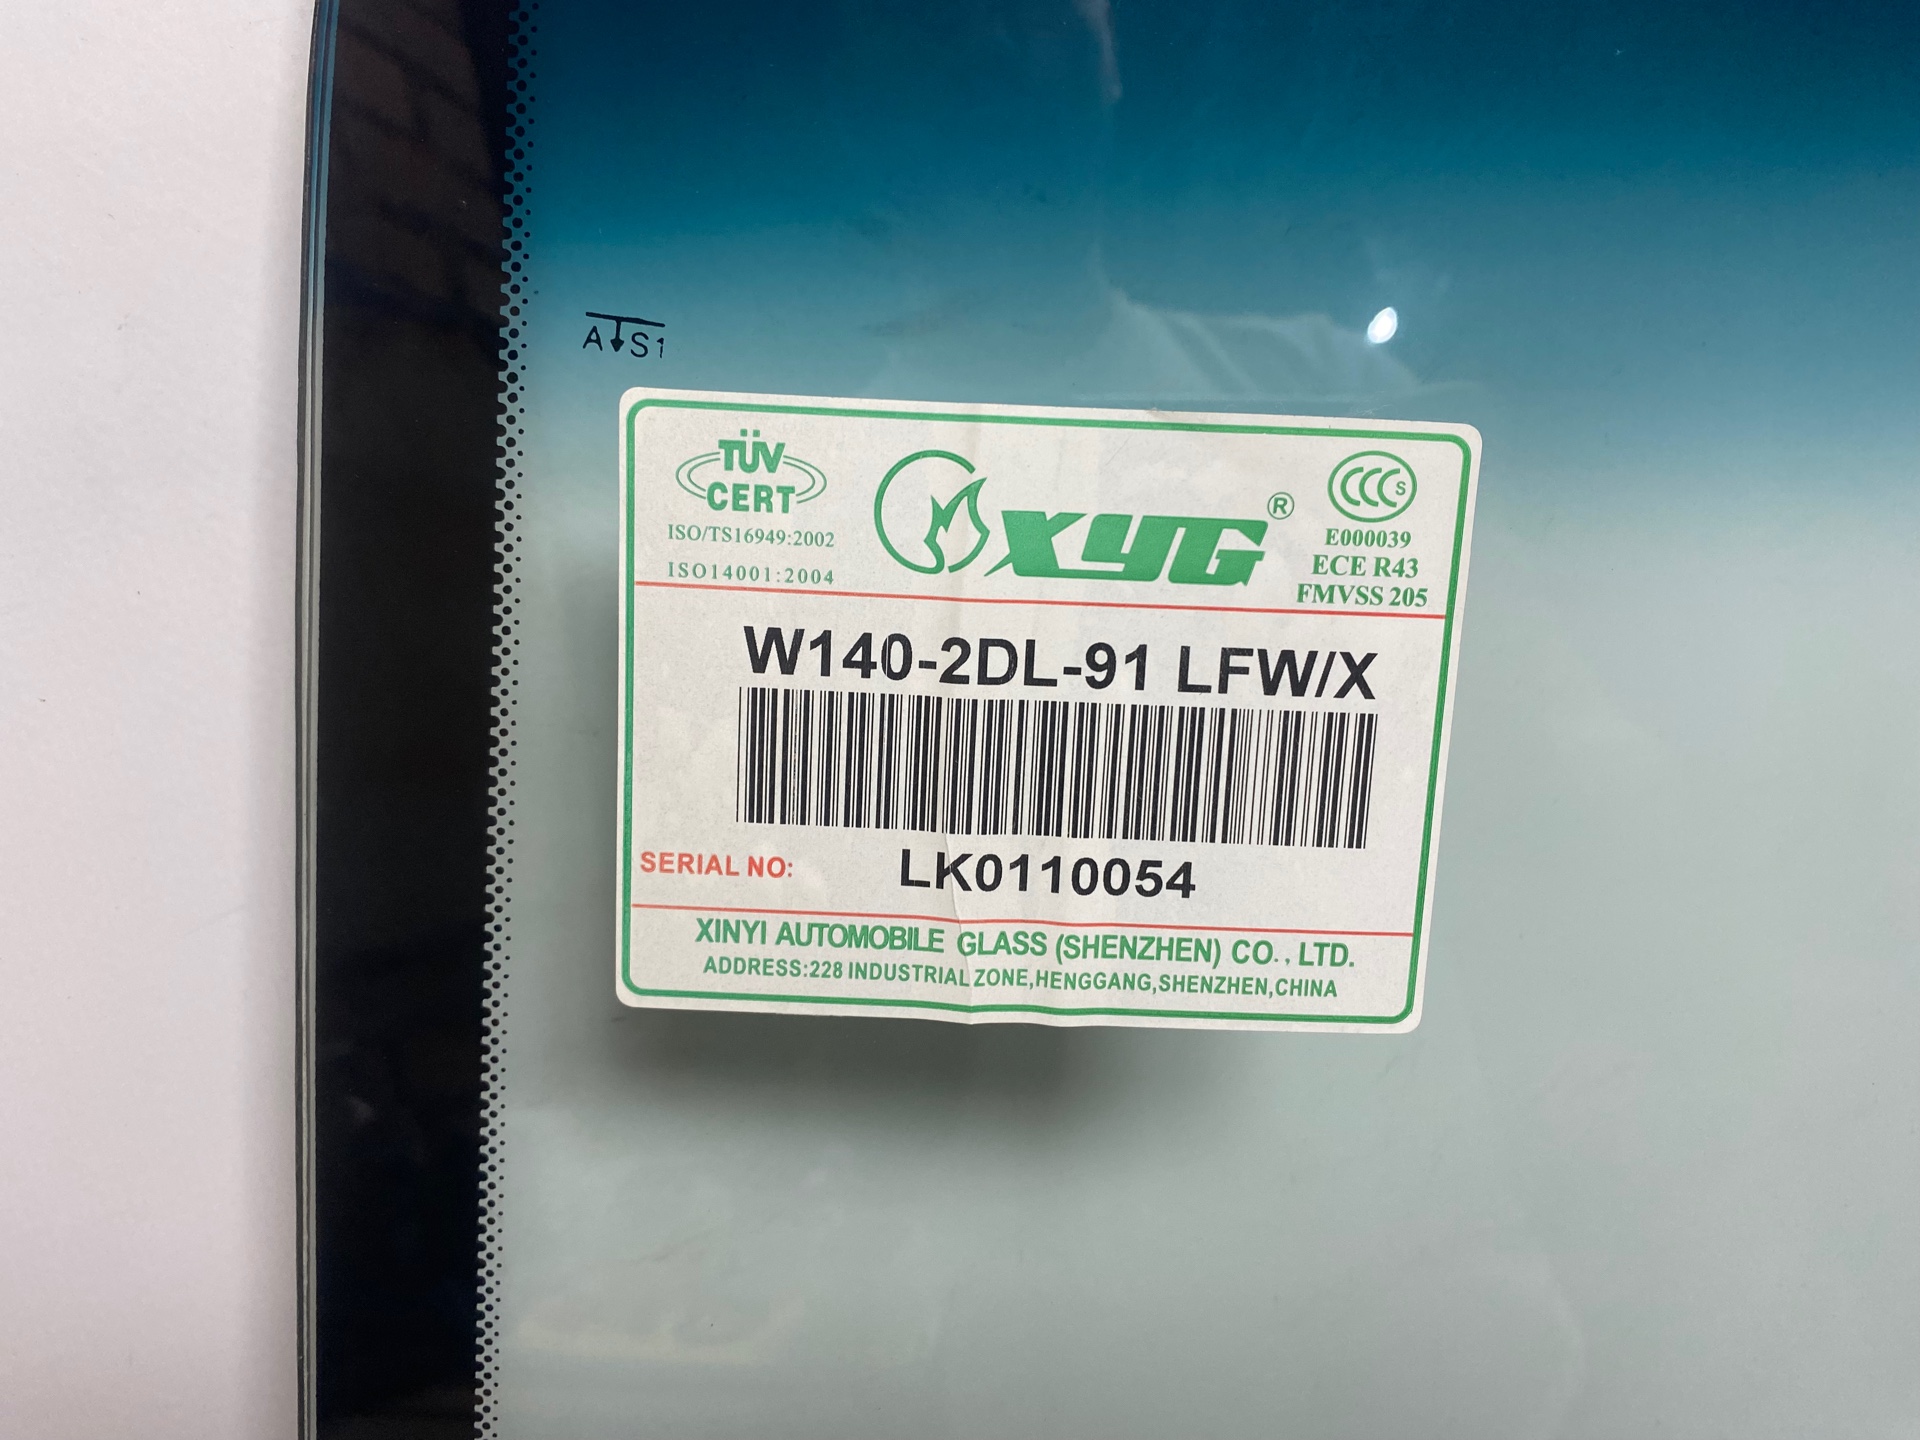 A↓S1
TÜV
CERT
ISO/TS16949:2002
ISO14001:2004
XYG®
CCC S
E000039
ECE R43
FMVSS 205
W140-2DL-91 LFW/X
SERIAL NO: LK0110054
XINYI AUTOMOBILE GLASS (SHENZHEN) CO., LTD.
ADDRESS:228 INDUSTRIAL ZONE,HENGGANG,SHENZHEN,CHINA